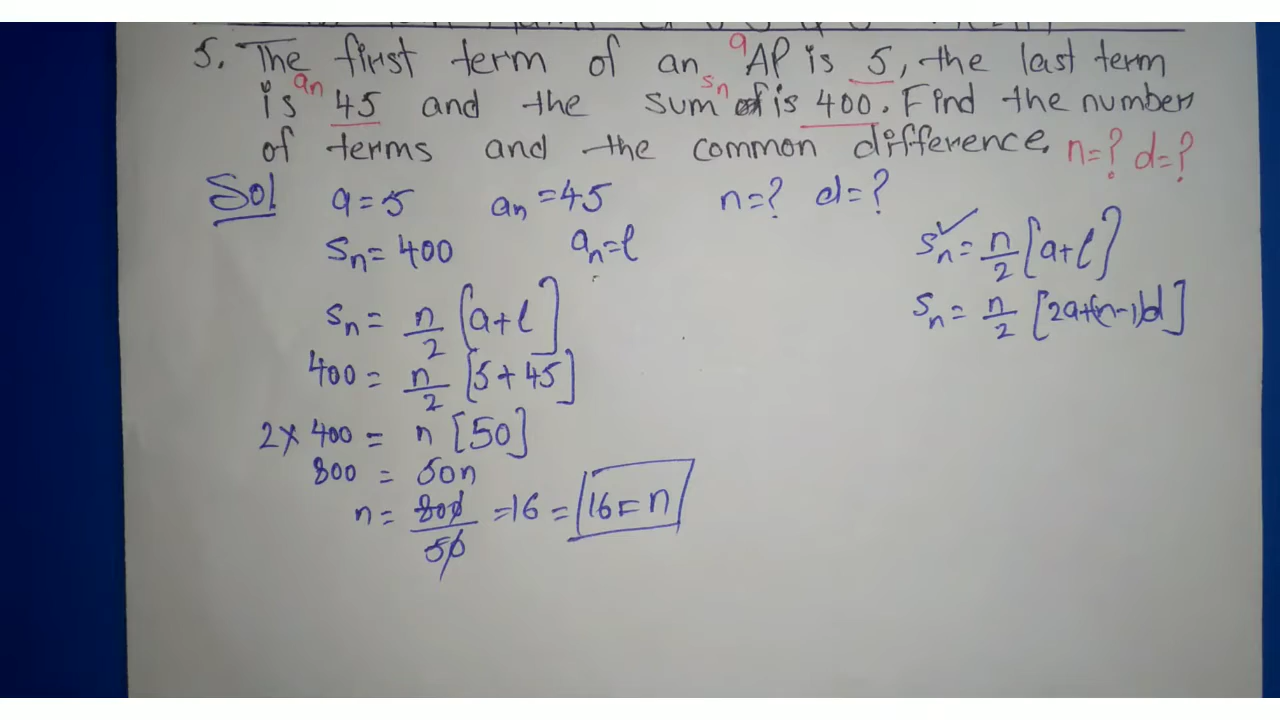 5. The first term of an AP is 5, the last term
a
is 45 and the sum is 400. Find the number
an
sn
of terms and the common difference. n=? d=?
Sol a = 5 an = 45 n=? d=?
Sn = 400 an = l
Sn = n/2 [a+l]
Sn = n/2 [2a+(n-1)d]
Sn = n/2 [a+l]
400 = n/2 [5+45]
2× 400 = n [50]
800 = 50n
n = 800/50 = 16 = 16 = n